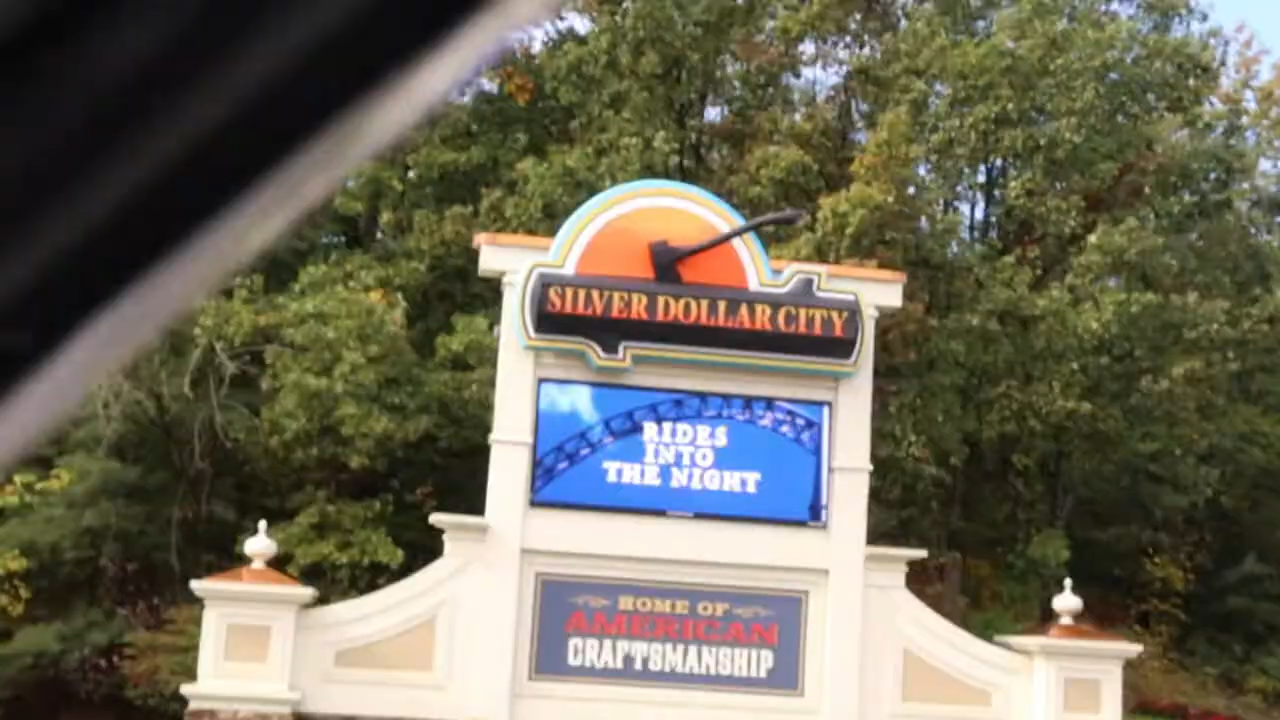 SILVER DOLLAR CITY
RIDES
INTO
THE NIGHT
HOME OF
AMERICAN
CRAFTSMANSHIP